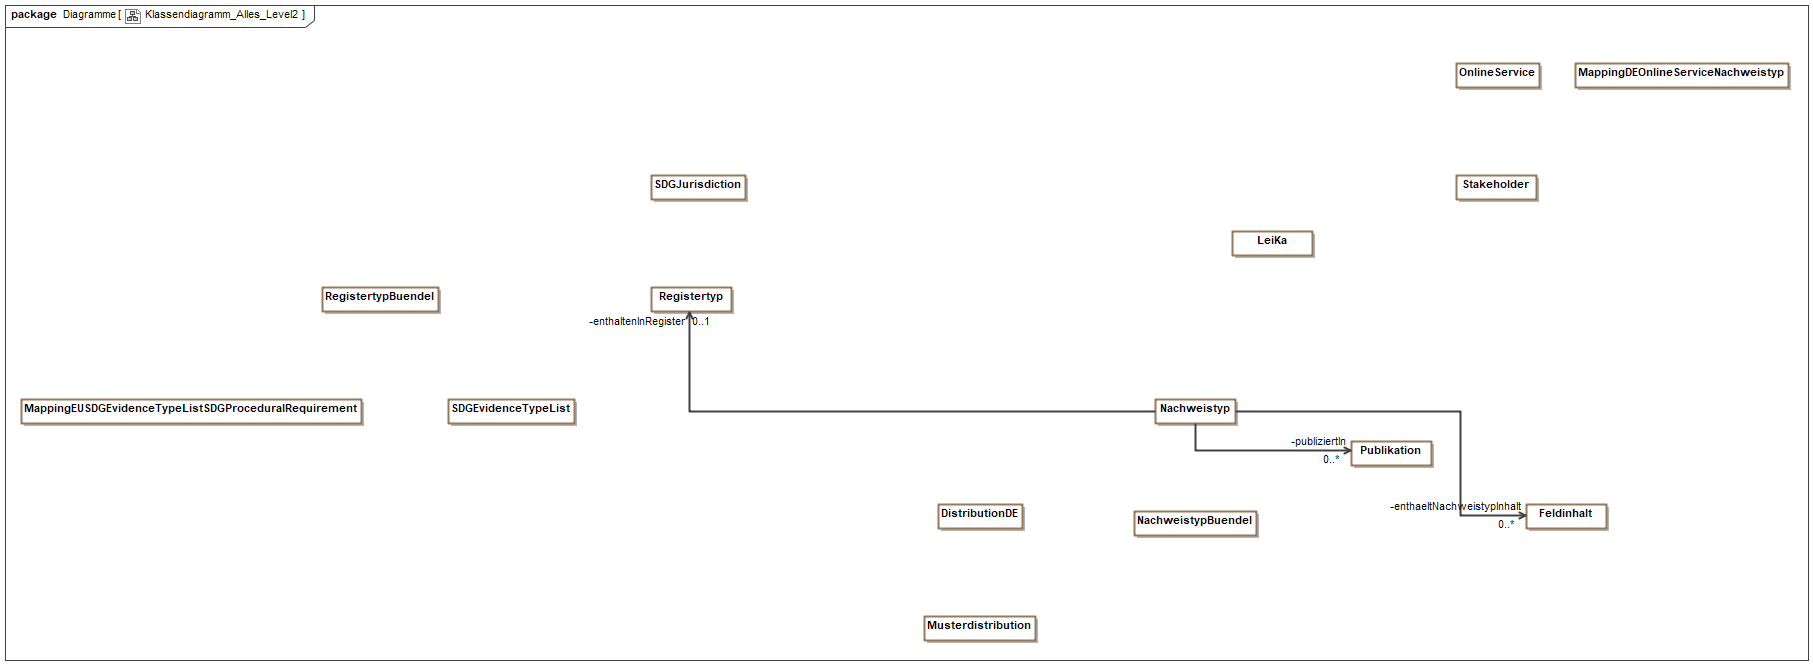 package Diagramme [ Klassendiagramm_Alles_Level2 ]
OnlineService
MappingDEOnlineServiceNachweistyp
SDGJurisdiction
Stakeholder
LeiKa
RegistertypBuendel
Registertyp
-enthaltenInRegister 0..1
MappingEUSDGEvidenceTypeListSDGProceduralRequirement
SDGEvidenceTypeList
Nachweistyp
-publiziertIn
0..*
Publikation
-enthaeltNachweistypInhalt
0..*
Feldinhalt
DistributionDE
NachweistypBuendel
Musterdistribution